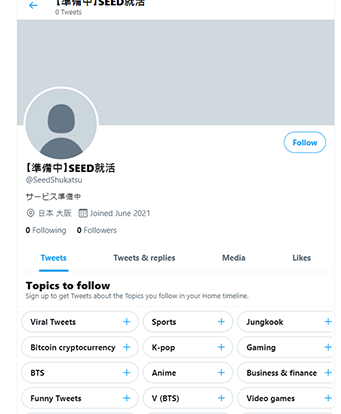 【準備中】SEED就活
0 Tweets
Follow
【準備中】SEED就活
@SeedShukatsu
サービス準備中
日本 大阪 Joined June 2021
0 Following 0 Followers
Tweets Tweets & replies Media Likes
Topics to follow
Sign up to get Tweets about the Topics you follow in your Home timeline.
Viral Tweets + Sports + Jungkook +
Bitcoin cryptocurrency + K-pop + Gaming +
BTS + Anime + Business & finance +
Funny Tweets + V (BTS) + Video games +